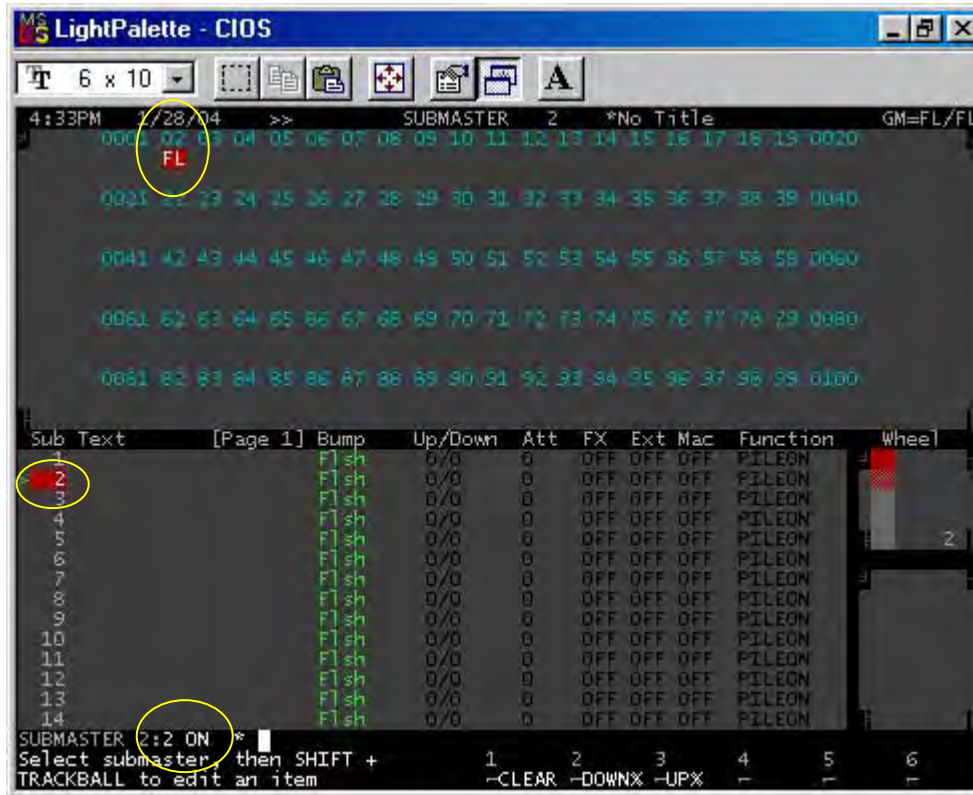 LightPalette - CIOS
6 x 10
4:33PM 1/28/04 >> SUBMASTER 2 *No Title GM=FL/FL
0001 02 03 04 05 06 07 08 09 10 11 12 13 14 15 16 17 18 19 0020
FL
0021 22 23 24 25 26 27 28 29 30 31 32 33 34 35 36 37 38 39 0040
0041 42 43 44 45 46 47 48 49 50 51 52 53 54 55 56 57 58 59 0060
0061 62 63 64 65 66 67 68 69 70 71 72 73 74 75 76 77 78 79 0080
0081 82 83 84 85 86 87 88 89 90 91 92 93 94 95 96 97 98 99 0100
Sub Text [Page 1] Bump Up/Down Att FX Ext Mac Function Wheel
1 Flsh 0/0 0 OFF OFF OFF PILEON
> 2 Flsh 0/0 0 OFF OFF OFF PILEON
3 Flsh 0/0 0 OFF OFF OFF PILEON
4 Flsh 0/0 0 OFF OFF OFF PILEON
5 Flsh 0/0 0 OFF OFF OFF PILEON 2
6 Flsh 0/0 0 OFF OFF OFF PILEON
7 Flsh 0/0 0 OFF OFF OFF PILEON
8 Flsh 0/0 0 OFF OFF OFF PILEON
9 Flsh 0/0 0 OFF OFF OFF PILEON
10 Flsh 0/0 0 OFF OFF OFF PILEON
11 Flsh 0/0 0 OFF OFF OFF PILEON
12 Flsh 0/0 0 OFF OFF OFF PILEON
13 Flsh 0/0 0 OFF OFF OFF PILEON
14 Flsh 0/0 0 OFF OFF OFF PILEON
SUBMASTER 2:2 ON *
Select submaster, then SHIFT + 1 2 3 4 5 6
TRACKBALL to edit an item CLEAR DOWN% UP%